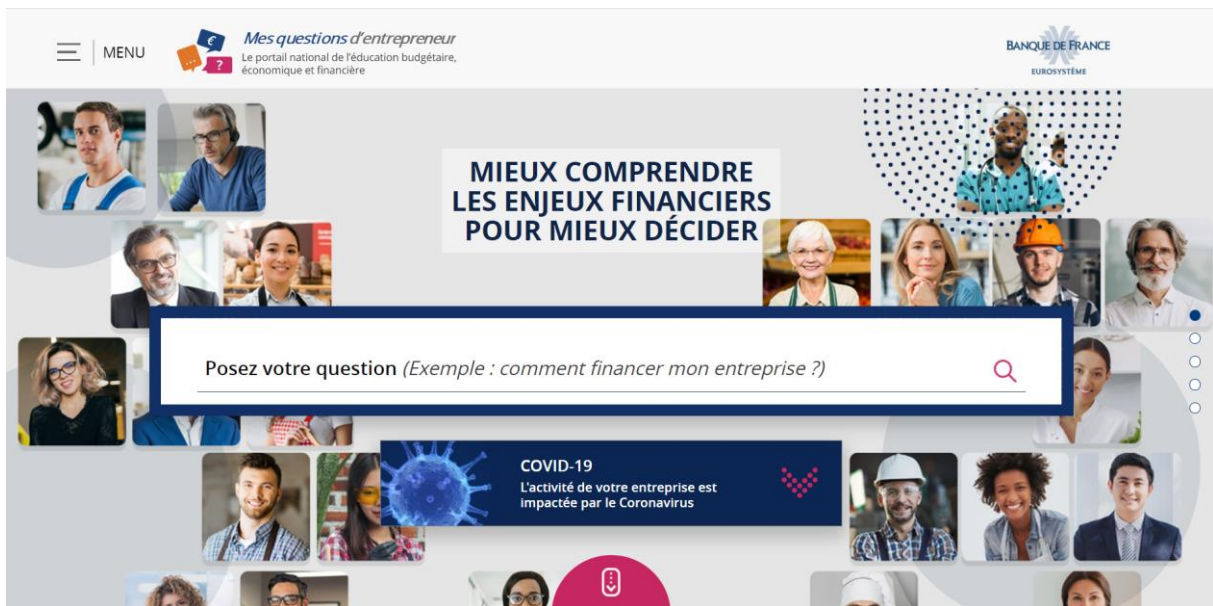 MENU
Mes questions d'entrepreneur
Le portail national de l'éducation budgétaire,
économique et financière
BANQUE DE FRANCE
EUROSYSTÈME
MIEUX COMPRENDRE
LES ENJEUX FINANCIERS
POUR MIEUX DÉCIDER
Posez votre question (Exemple : comment financer mon entreprise ?)
COVID-19
L'activité de votre entreprise est
impactée par le Coronavirus